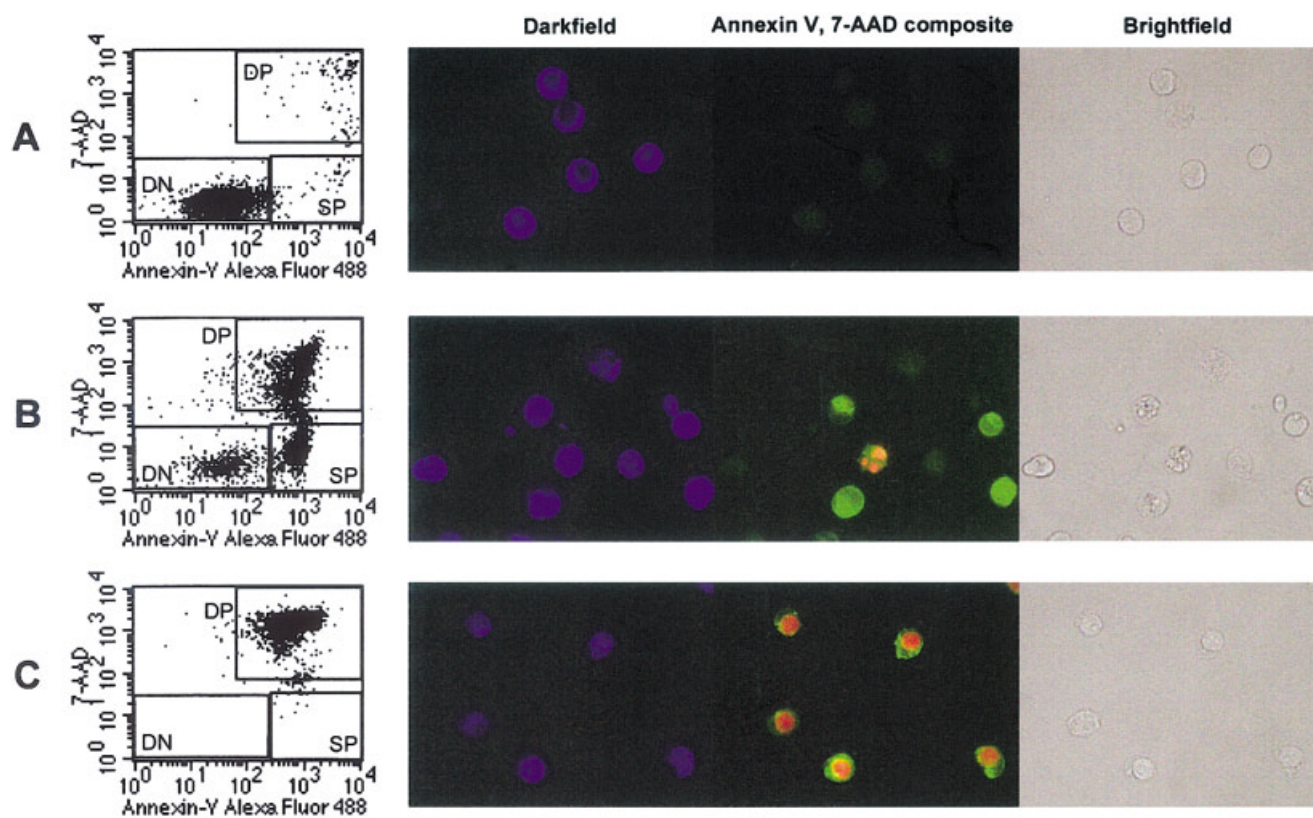 Darkfield Annexin V, 7-AAD composite Brightfield
A
10^4
10^3
10^2
10^1
10^0
7-AAD
DP
DN
SP
10^0 10^1 10^2 10^3 10^4
Annexin-V Alexa Fluor 488
B
10^4
10^3
10^2
10^1
10^0
7-AAD
DP
DN
SP
10^0 10^1 10^2 10^3 10^4
Annexin-V Alexa Fluor 488
C
10^4
10^3
10^2
10^1
10^0
7-AAD
DP
DN
SP
10^0 10^1 10^2 10^3 10^4
Annexin-V Alexa Fluor 488